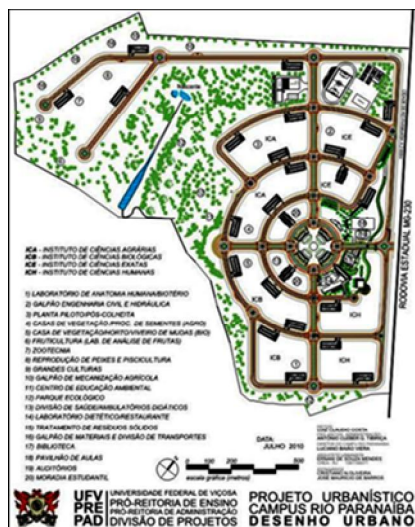 Nascente
ICA
ICE
ICA
ICE
ICB
ICH
ICB
ICH
RODOVIA ESTADUAL MG-230
ICA - INSTITUTO DE CIÊNCIAS AGRÁRIAS
ICB - INSTITUTO DE CIÊNCIAS BIOLÓGICAS
ICE - INSTITUTO DE CIÊNCIAS EXATAS
ICH - INSTITUTO DE CIÊNCIAS HUMANAS
1) LABORATÓRIO DE ANATOMIA HUMANA/BIOTÉRIO
2) GALPÃO ENGENHARIA CIVIL E HIDRÁULICA
3) PLANTA PILOTO/PÓS-COLHEITA
4) CASAS DE VEGETAÇÃO/PROC. DE SEMENTES (AGRO)
5) CASA DE VEGETAÇÃO/HORTO/VIVEIRO DE MUDAS (BIO)
6) FRUTICULTURA (LAB. DE ANÁLISE DE FRUTAS)
7) ZOOTECNIA
8) REPRODUÇÃO DE PEIXES E PISCICULTURA
9) GRANDES CULTURAS
10) GALPÃO DE MECANIZAÇÃO AGRÍCOLA
11) CENTRO DE EDUCAÇÃO AMBIENTAL
12) PARQUE ECOLÓGICO
13) DIVISÃO DE SAÚDE/AMBULATÓRIOS DIDÁTICOS
14) LABORATÓRIO DIETÉTICO/RESTAURANTE
15) TRATAMENTO DE RESÍDUOS SÓLIDOS
16) GALPÃO DE MATERIAIS E DIVISÃO DE TRANSPORTES
17) BIBLIOTECA
18) PAVILHÃO DE AULAS
19) AUDITÓRIOS
20) MORADIA ESTUDANTIL
DATA:
JULHO 2010
escala gráfica (metros)
UFV
PRE
PAD
UNIVERSIDADE FEDERAL DE VIÇOSA
PRÓ-REITORIA DE ENSINO
PRÓ-REITORIA DE ADMINISTRAÇÃO
DIVISÃO DE PROJETOS
PROJETO URBANÍSTICO
CAMPUS RIO PARANAÍBA
DESENHO URBANO